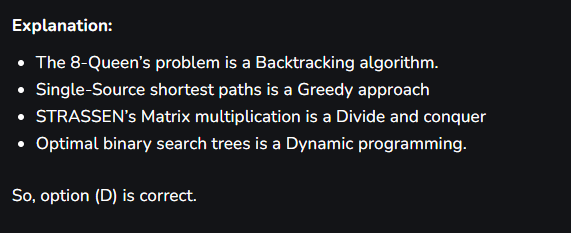 Explanation:
• The 8-Queen’s problem is a Backtracking algorithm.
• Single-Source shortest paths is a Greedy approach
• STRASSEN’s Matrix multiplication is a Divide and conquer
• Optimal binary search trees is a Dynamic programming.
So, option (D) is correct.